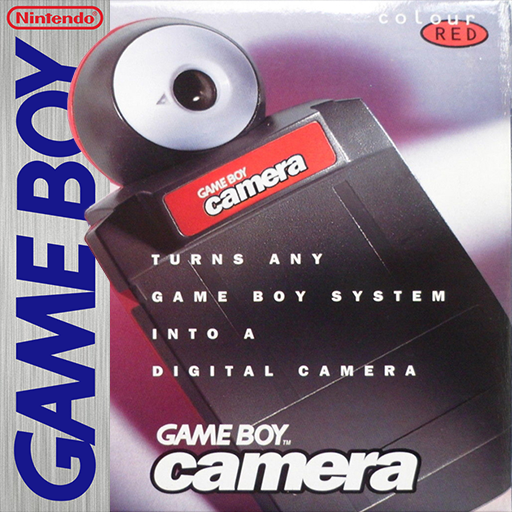 Nintendo
colour
RED
GAME BOY
GAME BOY
camera
TURNS ANY
GAME BOY SYSTEM
INTO A
DIGITAL CAMERA
GAME BOY™
camera